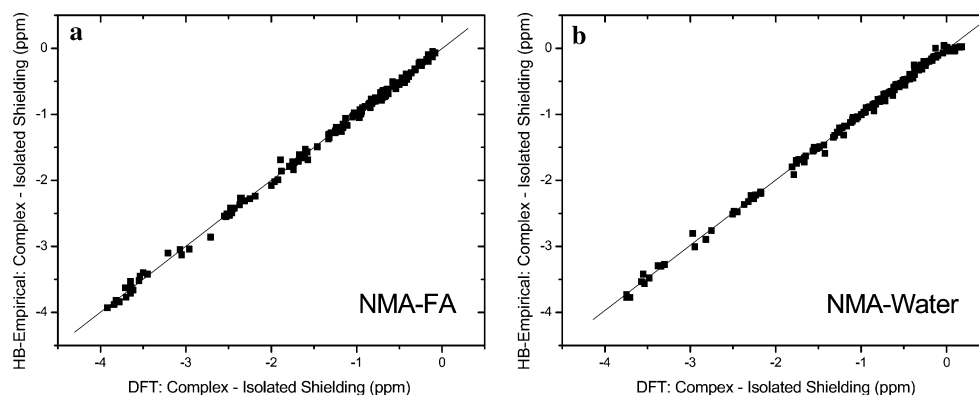 a
HB-Empirical: Complex - Isolated Shielding (ppm)
0
-1
-2
-3
-4
NMA-FA
-4
-3
-2
-1
0
DFT: Complex - Isolated Shielding (ppm)
b
HB-Empirical: Complex - Isolated Shielding (ppm)
0
-1
-2
-3
-4
NMA-Water
-4
-3
-2
-1
0
DFT: Compex - Isolated Shielding (ppm)